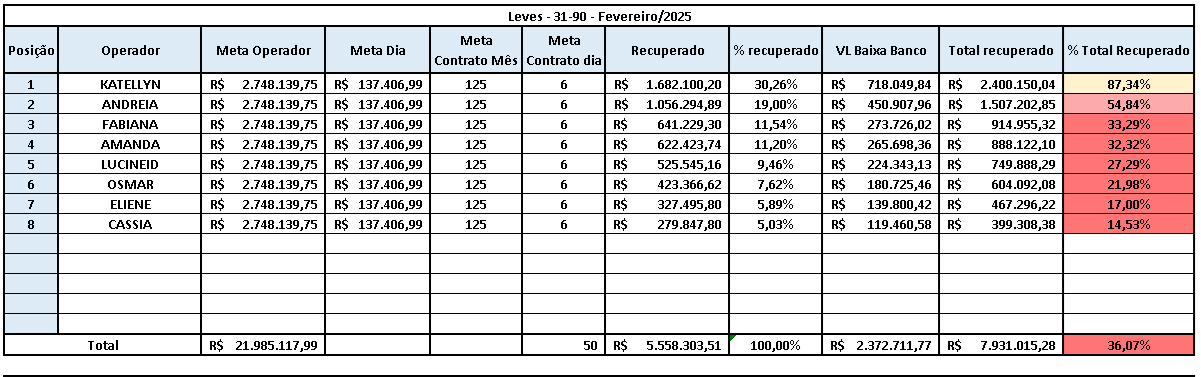 Leves - 31-90 - Fevereiro/2025
Posição Operador Meta Operador Meta Dia Meta Contrato Mês Meta Contrato dia Recuperado % recuperado VL Baixa Banco Total recuperado % Total Recuperado
1 KATELLYN R$ 2.748.139,75 R$ 137.406,99 125 6 R$ 1.682.100,20 30,26% R$ 718.049,84 R$ 2.400.150,04 87,34%
2 ANDREIA R$ 2.748.139,75 R$ 137.406,99 125 6 R$ 1.056.294,89 19,00% R$ 450.907,96 R$ 1.507.202,85 54,84%
3 FABIANA R$ 2.748.139,75 R$ 137.406,99 125 6 R$ 641.229,30 11,54% R$ 273.726,02 R$ 914.955,32 33,29%
4 AMANDA R$ 2.748.139,75 R$ 137.406,99 125 6 R$ 622.423,74 11,20% R$ 265.698,36 R$ 888.122,10 32,32%
5 LUCINEID R$ 2.748.139,75 R$ 137.406,99 125 6 R$ 525.545,16 9,46% R$ 224.343,13 R$ 749.888,29 27,29%
6 OSMAR R$ 2.748.139,75 R$ 137.406,99 125 6 R$ 423.366,62 7,62% R$ 180.725,46 R$ 604.092,08 21,98%
7 ELIENE R$ 2.748.139,75 R$ 137.406,99 125 6 R$ 327.495,80 5,89% R$ 139.800,42 R$ 467.296,22 17,00%
8 CASSIA R$ 2.748.139,75 R$ 137.406,99 125 6 R$ 279.847,80 5,03% R$ 119.460,58 R$ 399.308,38 14,53%
Total R$ 21.985.117,99 50 R$ 5.558.303,51 100,00% R$ 2.372.711,77 R$ 7.931.015,28 36,07%